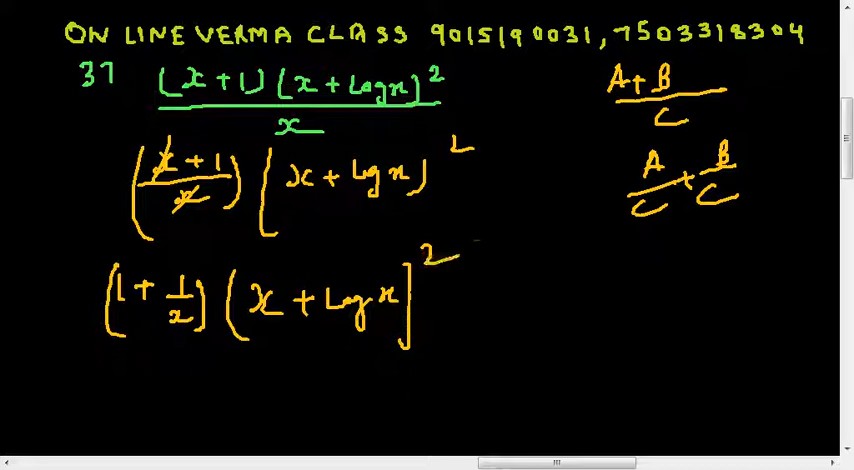 ON LINE VERMA CLASS 9015190031, 7503318304
37 (x+1)(x+logx)^2 / x
A+B / C
(x+1 / x) [x+logx)^2
A/C + B/C
(1+1/x) (x+logx]^2